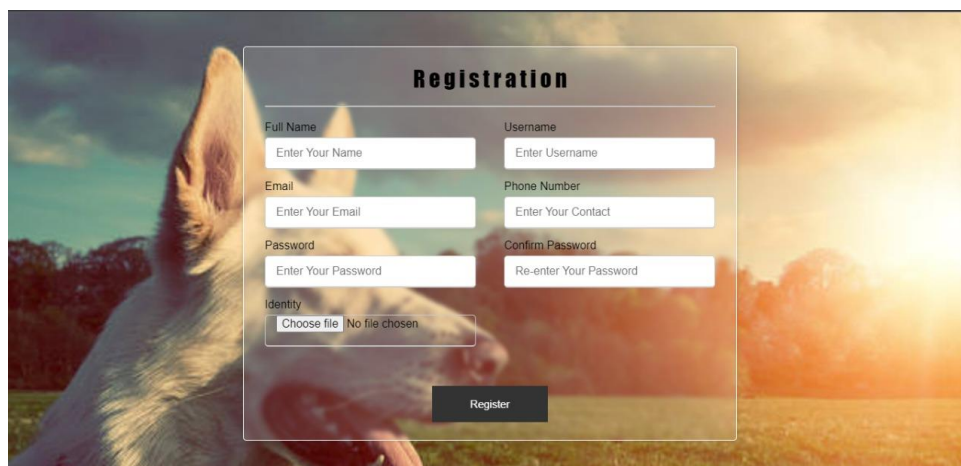 Registration
Full Name Username
Enter Your Name Enter Username
Email Phone Number
Enter Your Email Enter Your Contact
Password Confirm Password
Enter Your Password Re-enter Your Password
Identity
Choose file No file chosen
Register